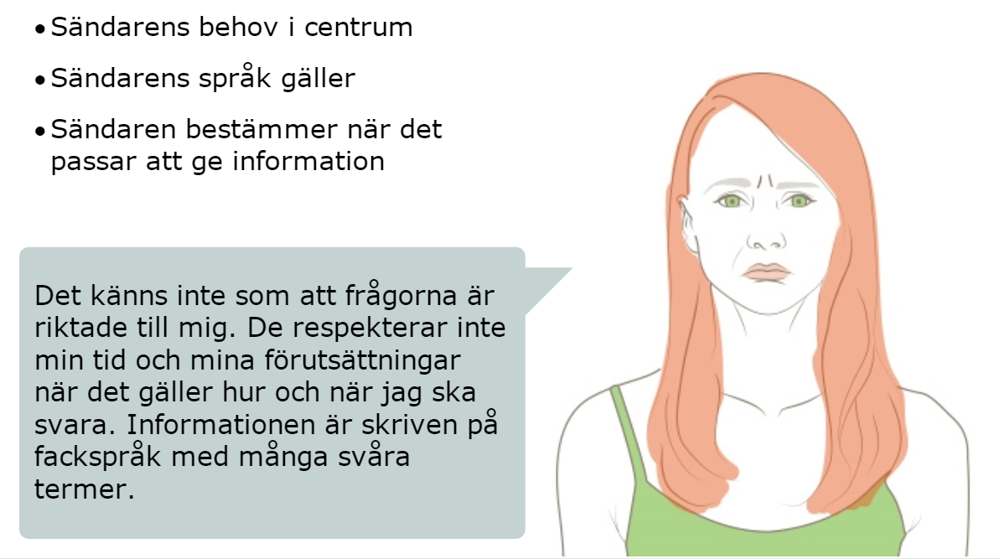 • Sändarens behov i centrum
• Sändarens språk gäller
• Sändaren bestämmer när det
passar att ge information
Det känns inte som att frågorna är
riktade till mig. De respekterar inte
min tid och mina förutsättningar
när det gäller hur och när jag ska
svara. Informationen är skriven på
fackspråk med många svåra
termer.